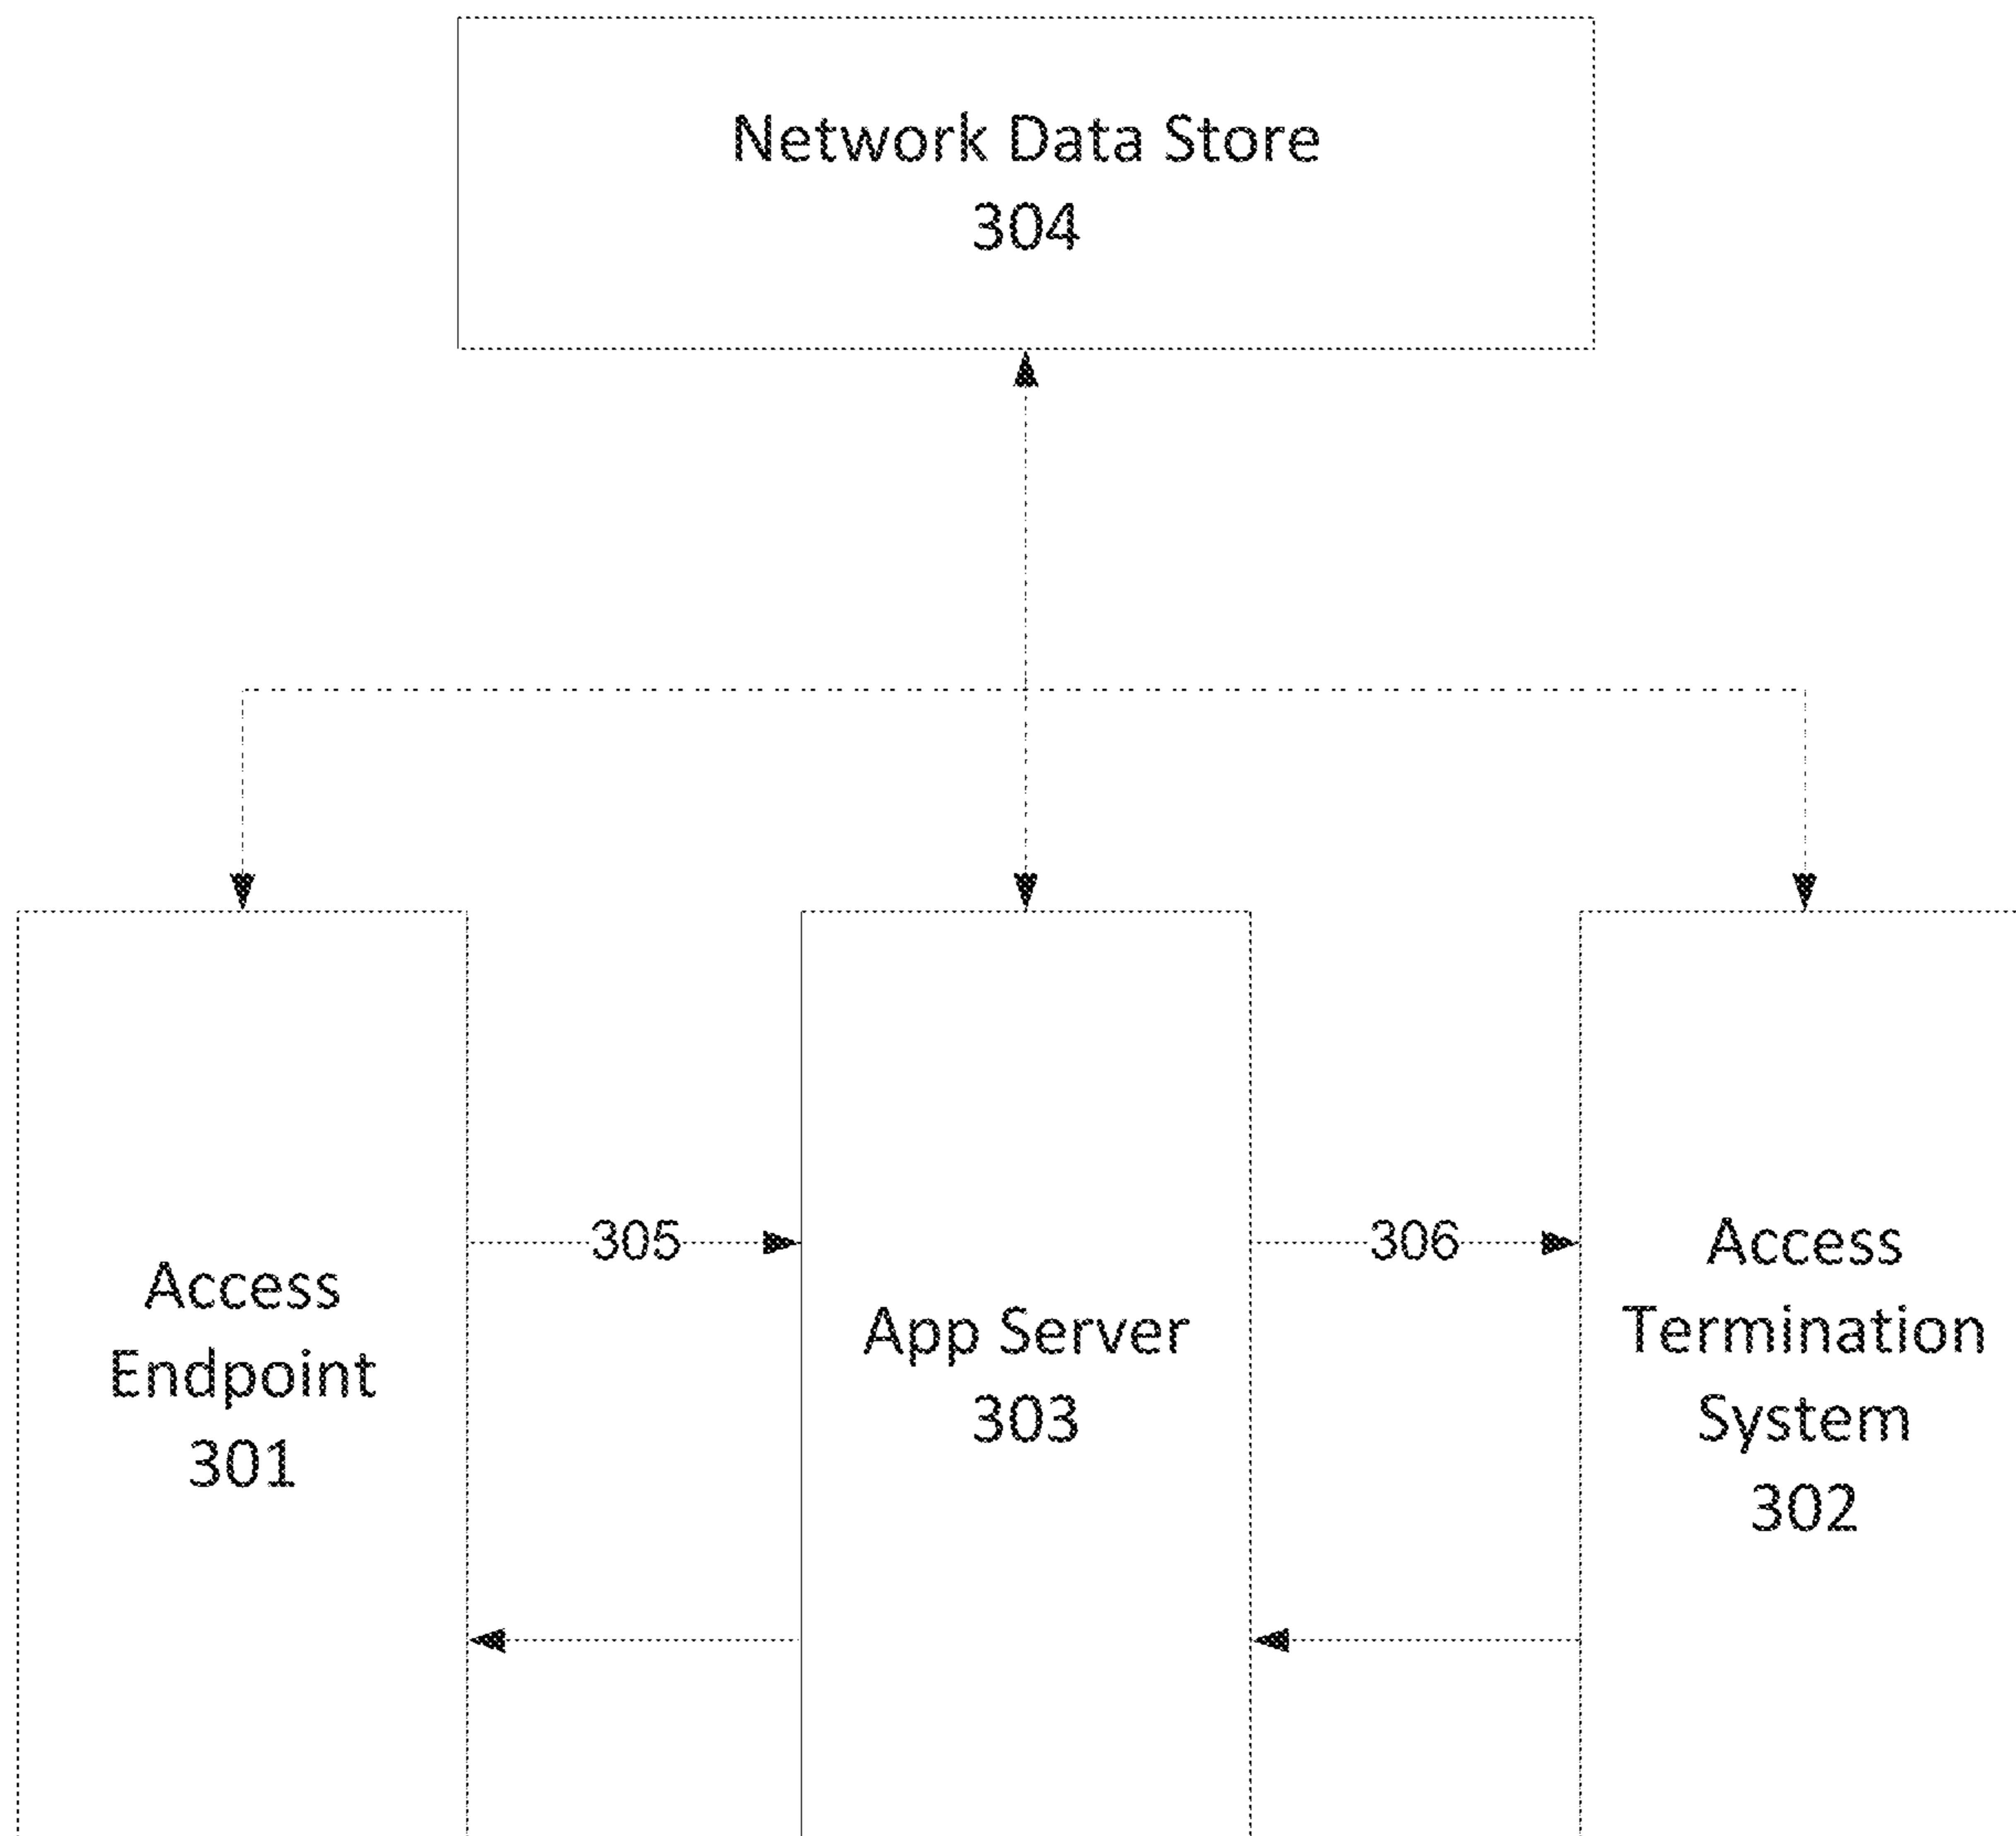 Network Data Store
304
305
306
Access
Endpoint
301
App Server
303
Access
Termination
System
302